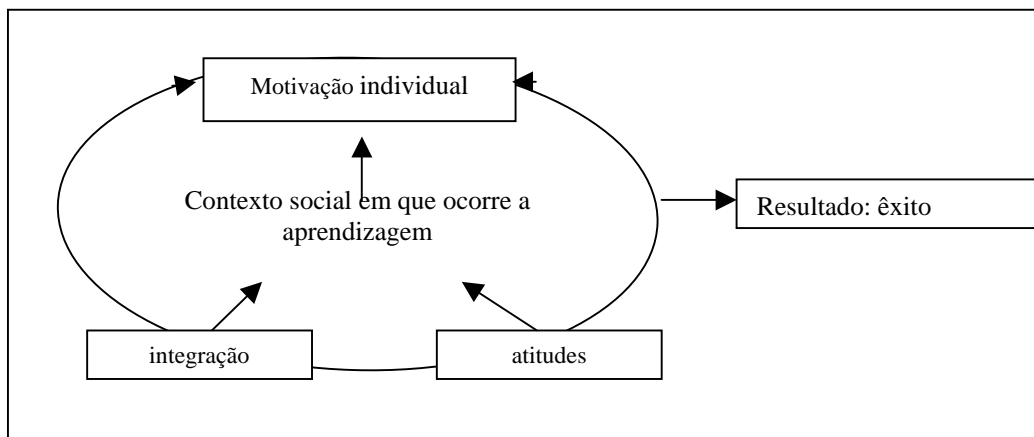 Motivação individual
Contexto social em que ocorre a
aprendizagem
Resultado: êxito
integração
atitudes